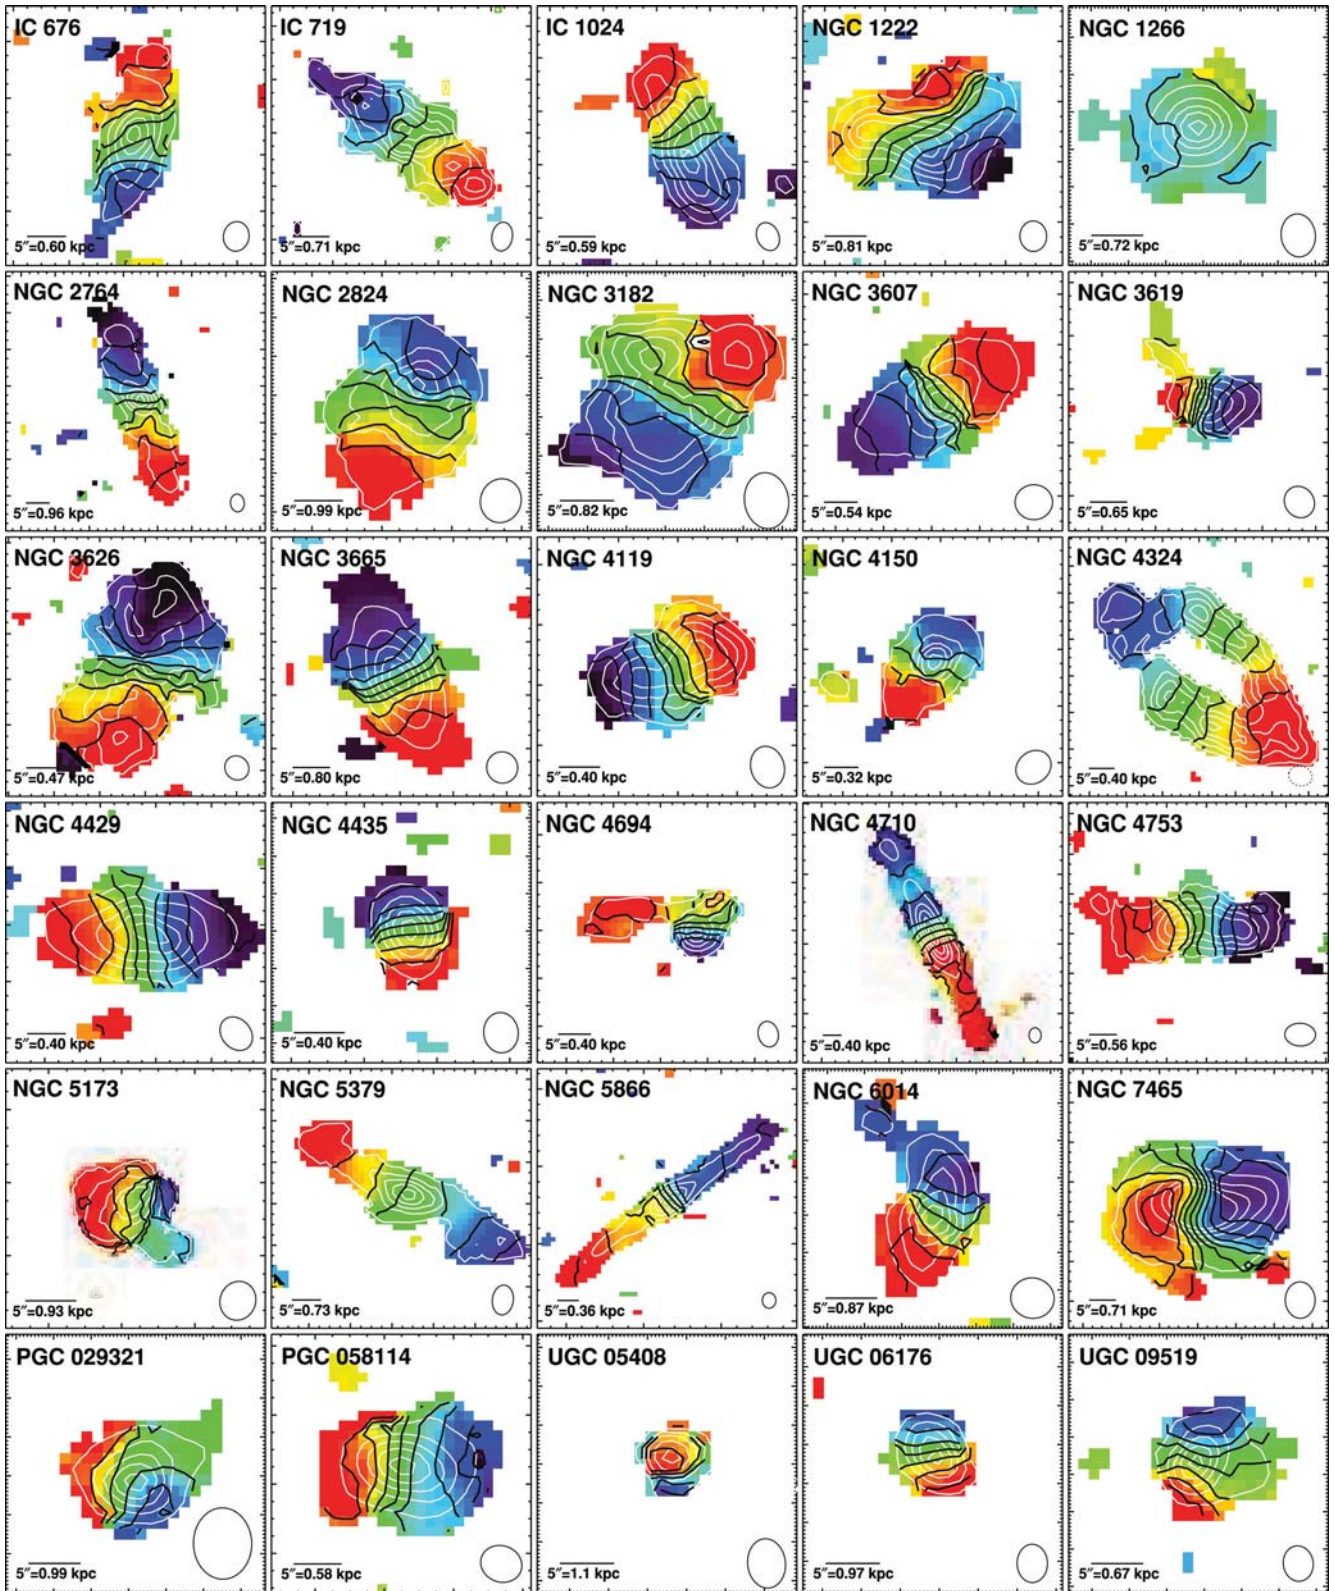 IC 676
5″=0.60 kpc
IC 719
5″=0.71 kpc
IC 1024
5″=0.59 kpc
NGC 1222
5″=0.81 kpc
NGC 1266
5″=0.72 kpc
NGC 2764
5″=0.96 kpc
NGC 2824
5″=0.99 kpc
NGC 3182
5″=0.82 kpc
NGC 3607
5″=0.54 kpc
NGC 3619
5″=0.65 kpc
NGC 3626
5″=0.47 kpc
NGC 3665
5″=0.80 kpc
NGC 4119
5″=0.40 kpc
NGC 4150
5″=0.32 kpc
NGC 4324
5″=0.40 kpc
NGC 4429
5″=0.40 kpc
NGC 4435
5″=0.40 kpc
NGC 4694
5″=0.40 kpc
NGC 4710
5″=0.40 kpc
NGC 4753
5″=0.56 kpc
NGC 5173
5″=0.93 kpc
NGC 5379
5″=0.73 kpc
NGC 5866
5″=0.36 kpc
NGC 6014
5″=0.87 kpc
NGC 7465
5″=0.71 kpc
PGC 029321
5″=0.99 kpc
PGC 058114
5″=0.58 kpc
UGC 05408
5″=1.1 kpc
UGC 06176
5″=0.97 kpc
UGC 09519
5″=0.67 kpc